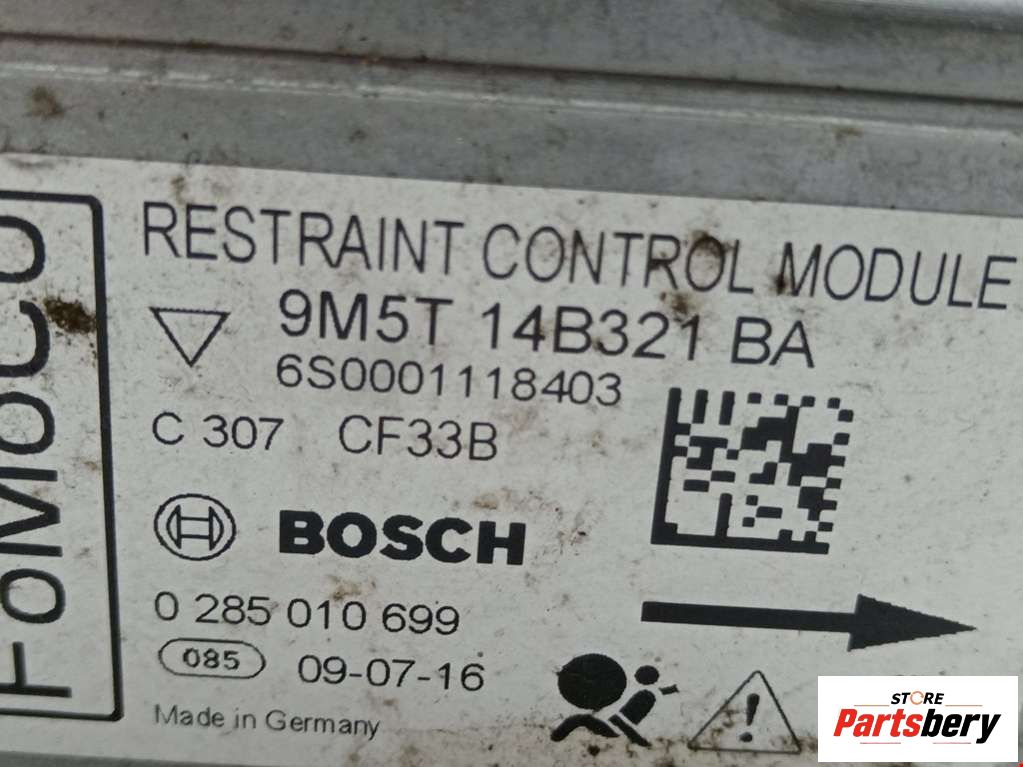 FoMoCo
RESTRAINT CONTROL MODULE
9M5T 14B321 BA
6S0001118403
C 307 CF33B
BOSCH
0 285 010 699
085 09-07-16
Made in Germany
STORE
Partsbery